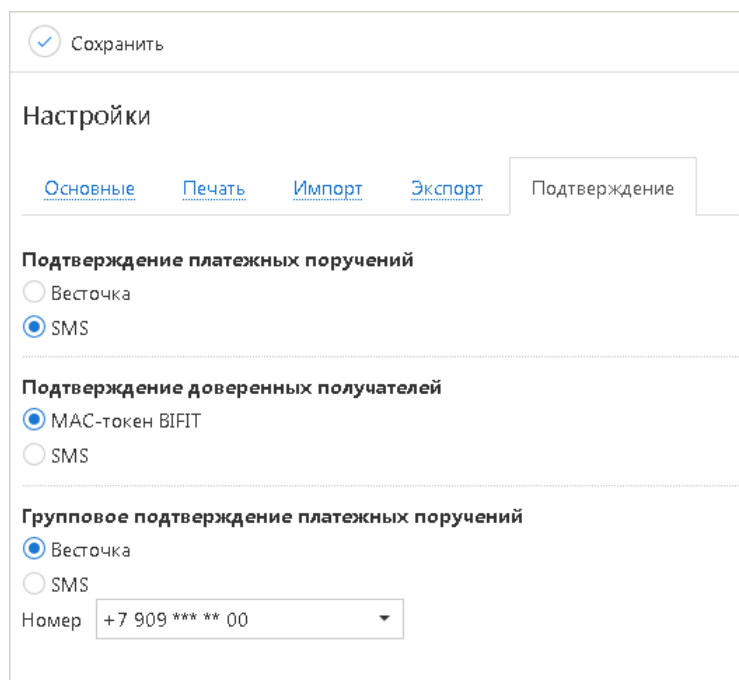 Сохранить
Настройки
Основные Печать Импорт Экспорт Подтверждение
Подтверждение платежных поручений
Весточка
SMS
Подтверждение доверенных получателей
MAC-токен BIFIT
SMS
Групповое подтверждение платежных поручений
Весточка
SMS
Номер +7 909 *** ** 00